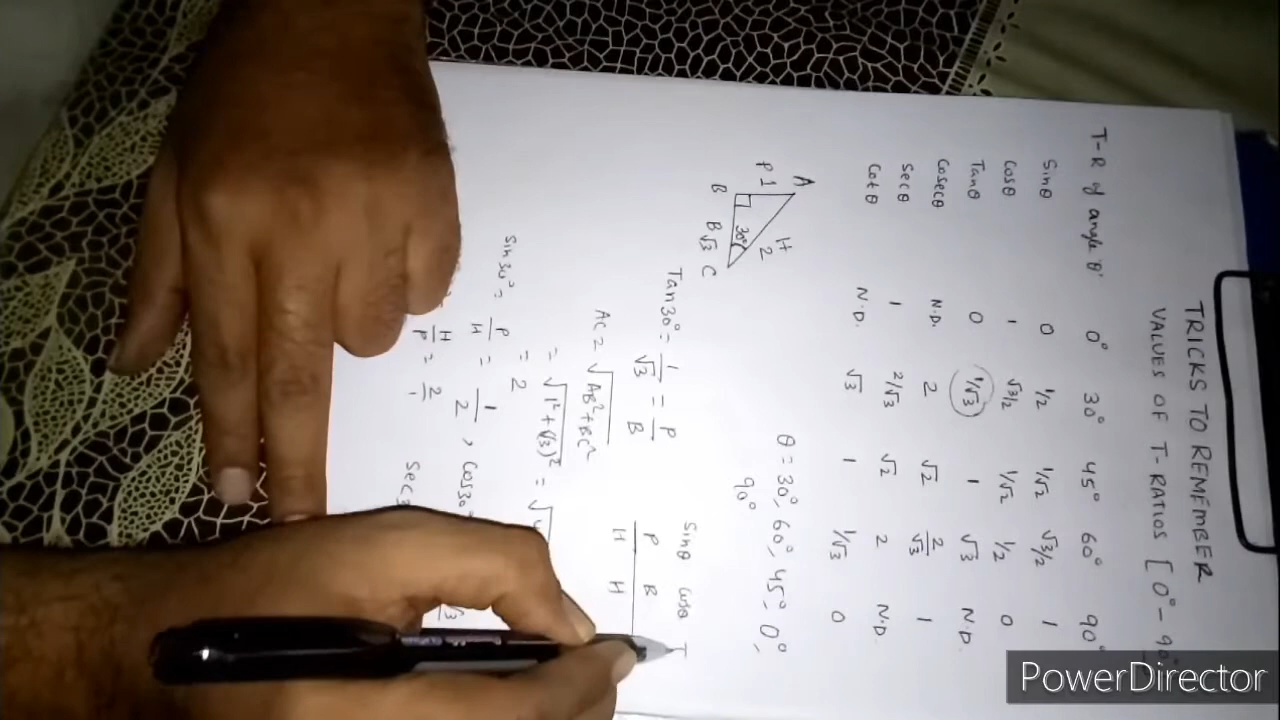 TRICKS TO REMEMBER
VALUES OF T-RATIOS [0°- 90°
T-R of angle 'θ' 0° 30° 45° 60° 90°
Sinθ 0 1/2 1/√2 √3/2 1
Cosθ 1 √3/2 1/√2 1/2 0
Tanθ 0 1/√3 1 √3 N.D.
Cosecθ N.D. 2 √2 2/√3 1
Secθ 1 2/√3 √2 2 N.D.
Cotθ N.D. √3 1 1/√3 0
θ = 30°, 60°, 45°, 0°,
90°
A
P 1 H 2
30°
B B √3 C
Tan30° = 1/√3 = P/B
AC = √AB²+BC²
= √1²+(√3)² = √
= 2
Sinθ Cosθ T
P B
H H
Sin30° = P/H = 1/2, Cos30°
√3
H/P = 2/1
Sec3
PowerDirector